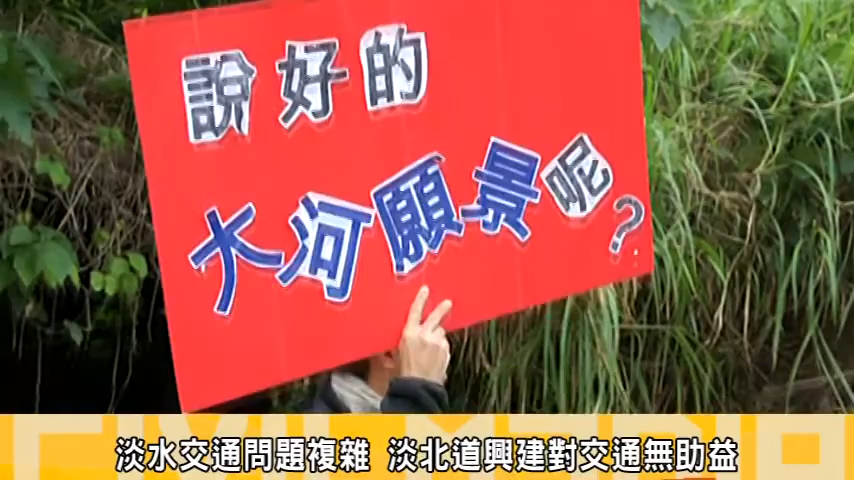 說好的
大河願景呢?
淡水交通問題複雜 淡北道興建對交通無助益